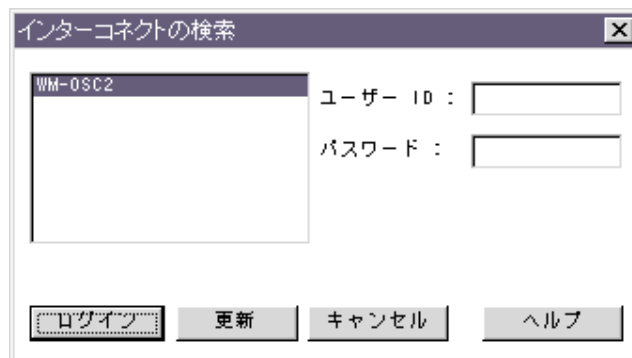 インターコネクトの検索
WM-OSC2
ユーザー ID :
パスワード :
ログイン 更新 キャンセル ヘルプ